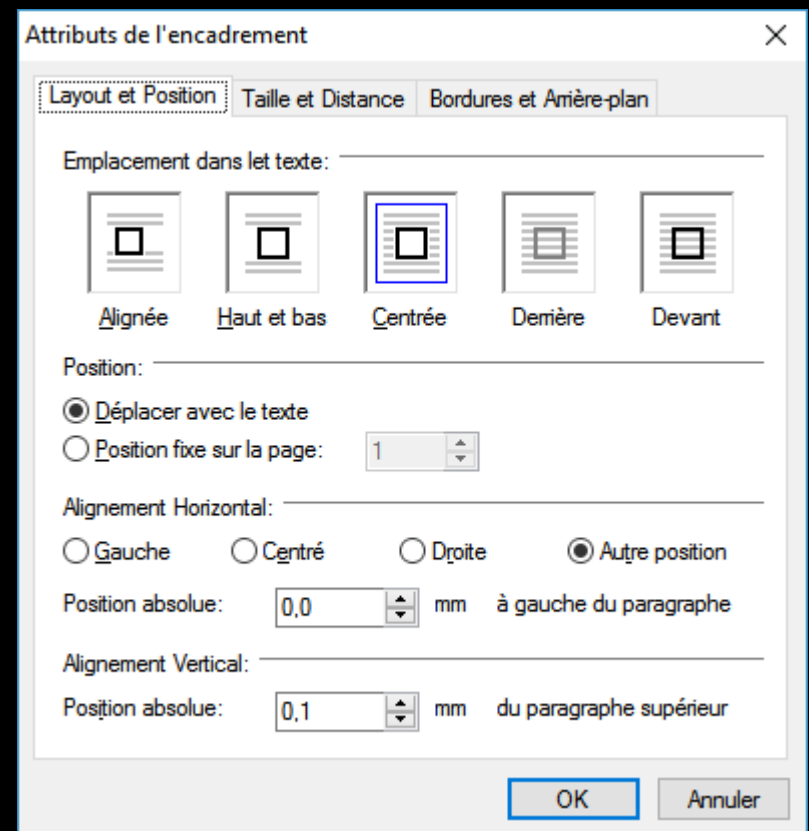 Attributs de l'encadrement
Layout et Position Taille et Distance Bordures et Arrière-plan
Emplacement dans let texte:
Alignée Haut et bas Centrée Derrière Devant
Position:
Déplacer avec le texte
Position fixe sur la page: 1
Alignement Horizontal:
Gauche Centré Droite Autre position
Position absolue: 0,0 mm à gauche du paragraphe
Alignement Vertical:
Position absolue: 0,1 mm du paragraphe supérieur
OK Annuler